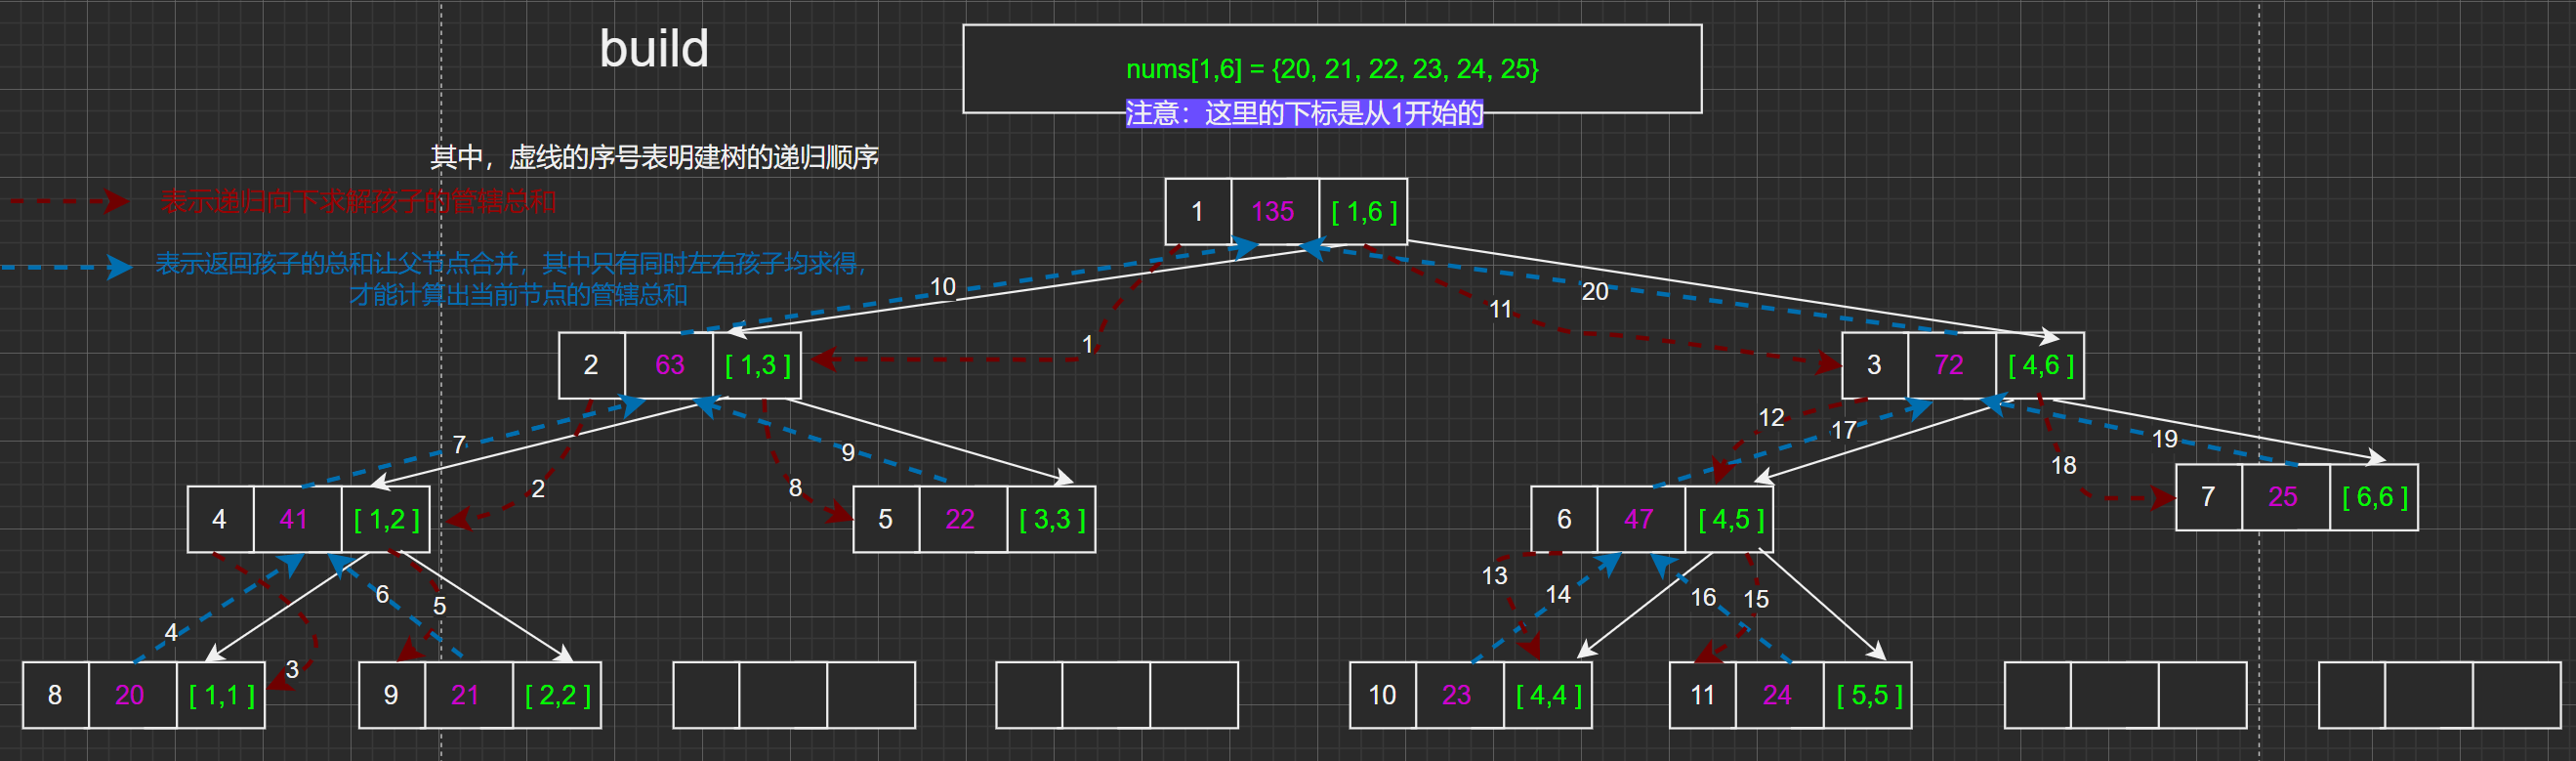 build
nums[1,6] = {20, 21, 22, 23, 24, 25}
注意：这里的下标是从1开始的
其中，虚线的序号表明建树的递归顺序
表示递归向下求解孩子的管辖总和
表示返回孩子的总和让父节点合并，其中只有同时左右孩子均求得，
才能计算出当前节点的管辖总和
1 135 [ 1,6 ]
10 1 11 20
2 63 [ 1,3 ]
3 72 [ 4,6 ]
7 2 8 9 12 17 18 19
4 41 [ 1,2 ]
5 22 [ 3,3 ]
6 47 [ 4,5 ]
7 25 [ 6,6 ]
4 3 6 5 13 14 16 15
8 20 [ 1,1 ]
9 21 [ 2,2 ]
10 23 [ 4,4 ]
11 24 [ 5,5 ]